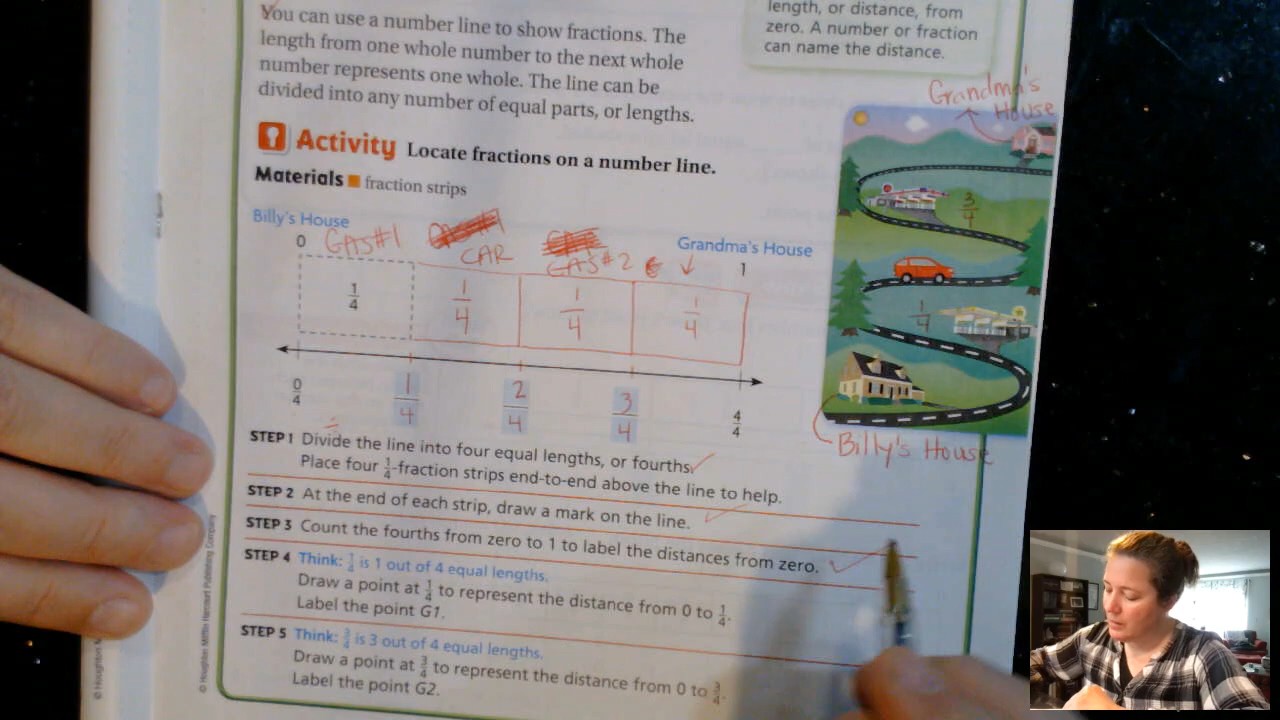 You can use a number line to show fractions. The
length from one whole number to the next whole
number represents one whole. The line can be
divided into any number of equal parts, or lengths.
length, or distance, from
zero. A number or fraction
can name the distance.
Grandma's
House
Activity Locate fractions on a number line.
Materials ■ fraction strips
Billy's House
Grandma's House
0 GAS#1 CAR GAS#2 1
1/4 1/4 1/4 1/4
0/4 1/4 2/4 3/4 4/4
3/4
1/4
Billy's House
STEP 1 Divide the line into four equal lengths, or fourths.
Place four 1/4-fraction strips end-to-end above the line to help.
STEP 2 At the end of each strip, draw a mark on the line.
STEP 3 Count the fourths from zero to 1 to label the distances from zero.
STEP 4 Think: 1/4 is 1 out of 4 equal lengths.
Draw a point at 1/4 to represent the distance from 0 to 1/4.
Label the point G1.
STEP 5 Think: 3/4 is 3 out of 4 equal lengths.
Draw a point at 3/4 to represent the distance from 0 to 3/4.
Label the point G2.
© Houghton Mifflin Harcourt Publishing Company
© Houghton M